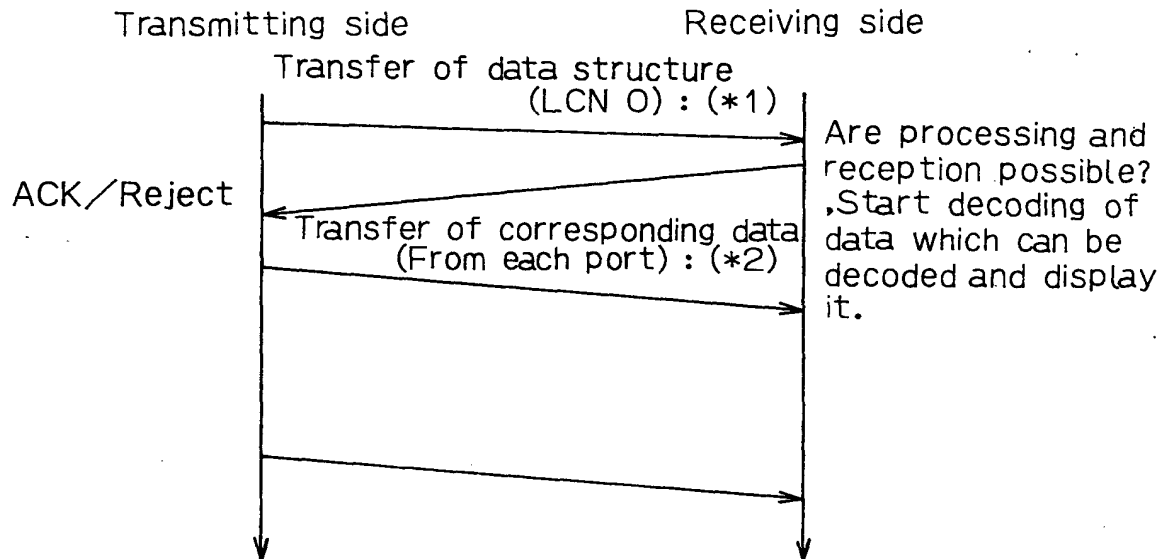 Transmitting side
Receiving side
Transfer of data structure
(LCN 0) : (*1)
Are processing and
reception possible?
,Start decoding of
data which can be
decoded and display
it.
ACK/Reject
Transfer of corresponding data
(From each port) : (*2)